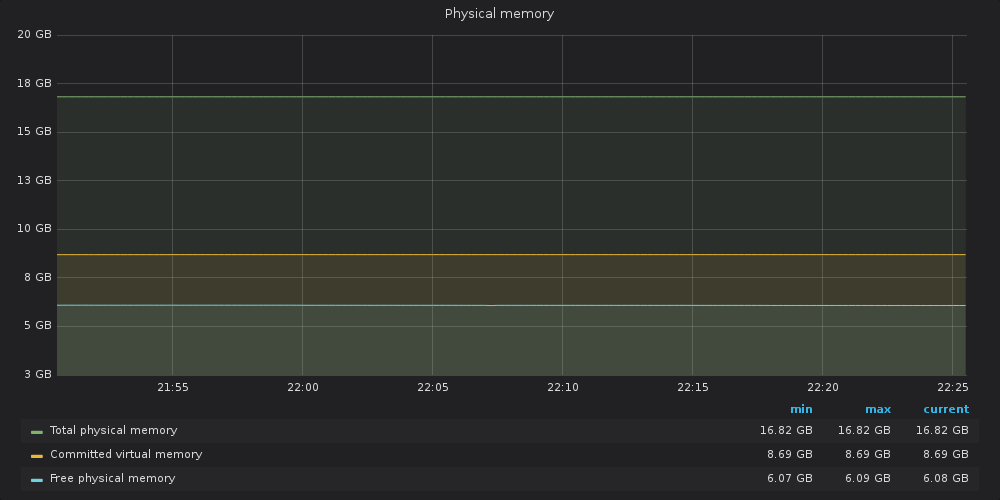 Physical memory
20 GB
18 GB
15 GB
13 GB
10 GB
8 GB
5 GB
3 GB
21:55 22:00 22:05 22:10 22:15 22:20 22:25
min max current
Total physical memory 16.82 GB 16.82 GB 16.82 GB
Committed virtual memory 8.69 GB 8.69 GB 8.69 GB
Free physical memory 6.07 GB 6.09 GB 6.08 GB